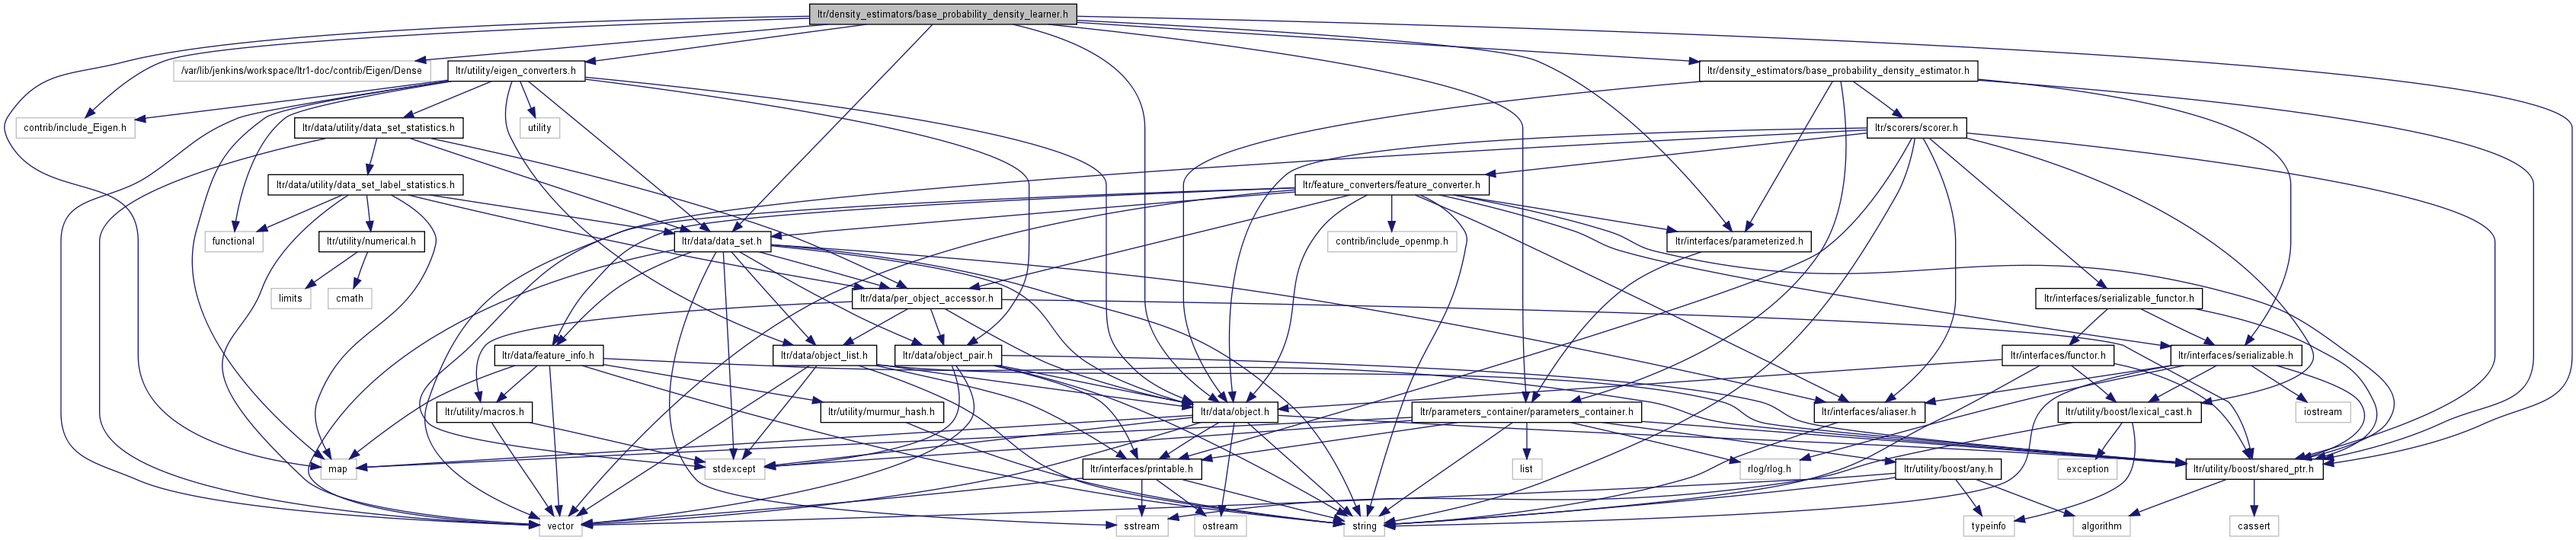 ltr/density_estimators/base_probability_density_learner.h
/var/lib/jenkins/workspace/ltr1-doc/contrib/Eigen/Dense
ltr/utility/eigen_converters.h
ltr/density_estimators/base_probability_density_estimator.h
contrib/include_Eigen.h
ltr/data/utility/data_set_statistics.h
utility
ltr/scorers/scorer.h
ltr/data/utility/data_set_label_statistics.h
ltr/feature_converters/feature_converter.h
functional
ltr/utility/numerical.h
ltr/data/data_set.h
contrib/include_openmp.h
ltr/interfaces/parameterized.h
limits
cmath
ltr/data/per_object_accessor.h
ltr/interfaces/serializable_functor.h
ltr/data/feature_info.h
ltr/data/object_list.h
ltr/data/object_pair.h
ltr/interfaces/functor.h
ltr/interfaces/serializable.h
ltr/utility/macros.h
ltr/utility/murmur_hash.h
ltr/data/object.h
ltr/parameters_container/parameters_container.h
ltr/interfaces/aliaser.h
ltr/utility/boost/lexical_cast.h
iostream
map
stdexcept
ltr/interfaces/printable.h
list
rlog/rlog.h
ltr/utility/boost/any.h
exception
ltr/utility/boost/shared_ptr.h
vector
sstream
ostream
string
typeinfo
algorithm
cassert